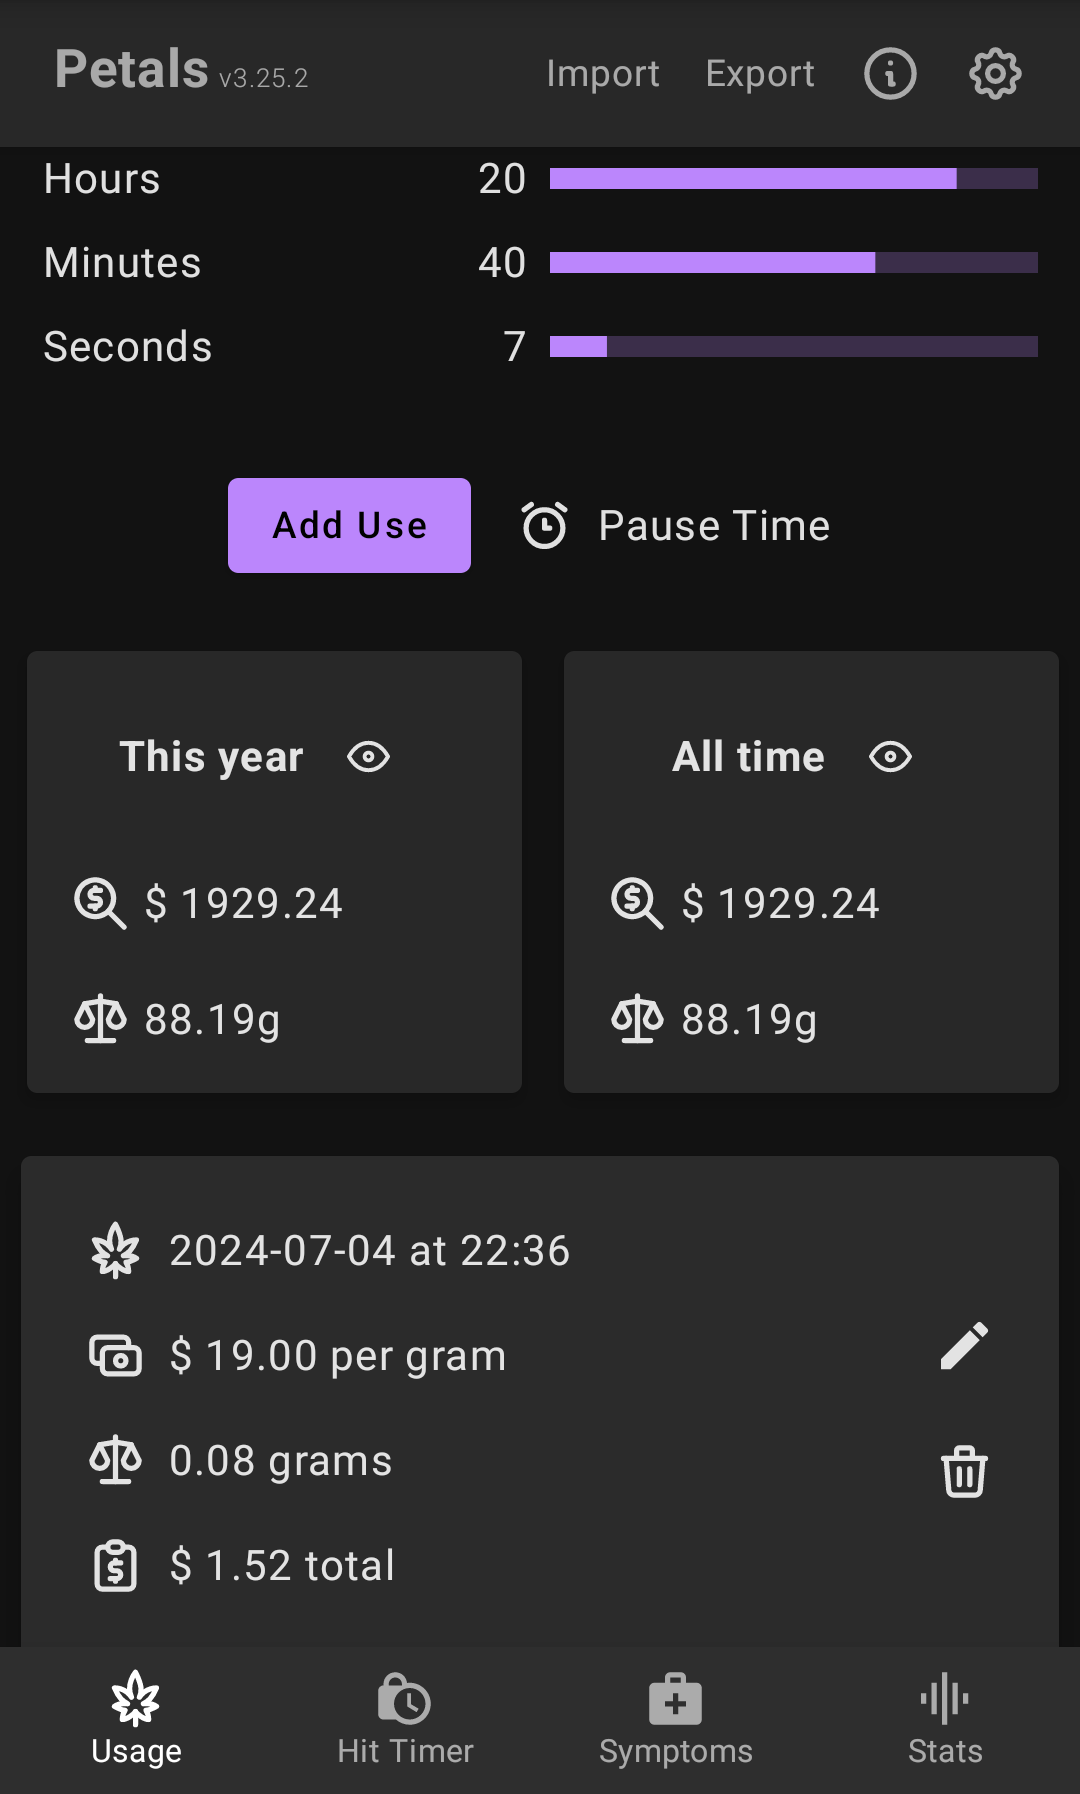 Petals v3.25.2 Import Export
Hours 20
Minutes 40
Seconds 7
Add Use Pause Time
This year
$ 1929.24
88.19g
All time
$ 1929.24
88.19g
2024-07-04 at 22:36
$ 19.00 per gram
0.08 grams
$ 1.52 total
Usage Hit Timer Symptoms Stats